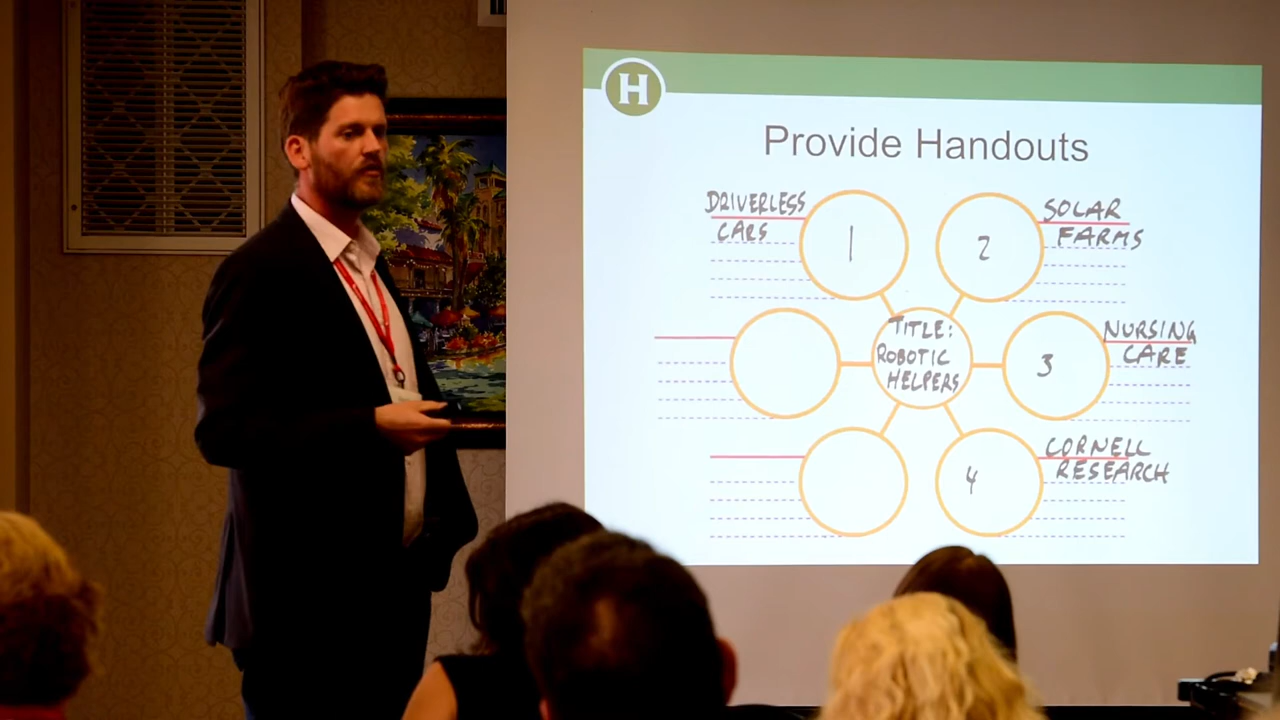 H
Provide Handouts
DRIVERLESS
CARS
1
2
SOLAR
FARMS
TITLE:
ROBOTIC
HELPERS
3
NURSING
CARE
4
CORNELL
RESEARCH